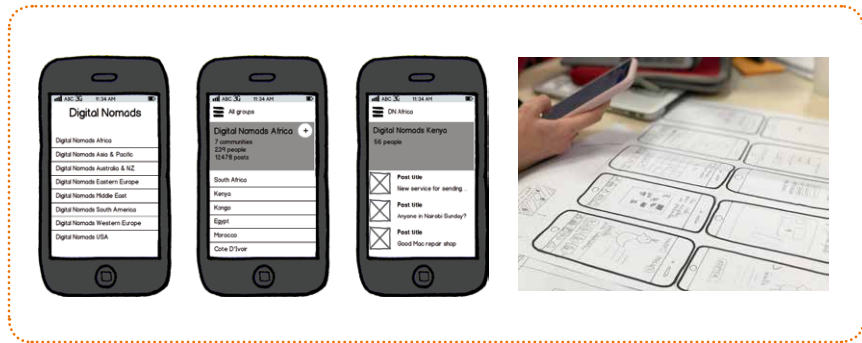 ABC 3G 11:34 AM
Digital Nomads
Digital Nomads Africa
Digital Nomads Asia & Pacific
Digital Nomads Australia & NZ
Digital Nomads Eastern Europe
Digital Nomads Middle East
Digital Nomads South America
Digital Nomads Western Europe
Digital Nomads USA
ABC 3G 11:34 AM
All groups
Digital Nomads Africa +
7 communities
239 people
12478 posts
South Africa
Kenya
Kongo
Egypt
Morocco
Cote D'Ivoir
ABC 3G 11:34 AM
DN Africa
Digital Nomads Kenya
56 people
Post title
New service for sending ...
Post title
Anyone in Nairobi Sunday?
Post title
Good Mac repair shop